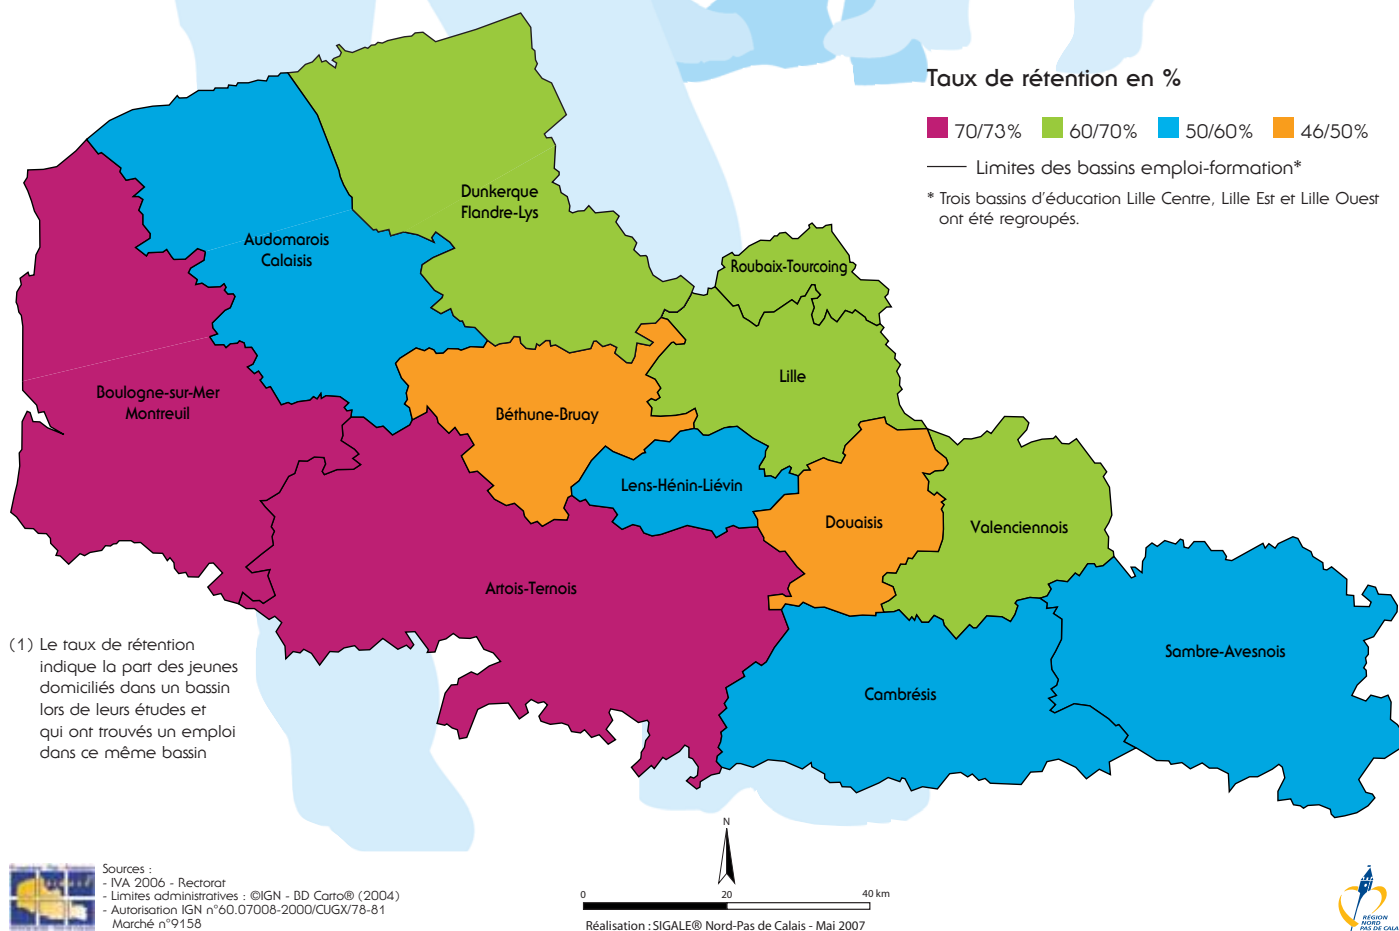 Taux de rétention en %
70/73% 60/70% 50/60% 46/50%
Limites des bassins emploi-formation*
* Trois bassins d'éducation Lille Centre, Lille Est et Lille Ouest
ont été regroupés.
Dunkerque
Flandre-Lys
Audomarois
Calaisis
Roubaix-Tourcoing
Boulogne-sur-Mer
Montreuil
Lille
Béthune-Bruay
Lens-Hénin-Liévin
Douaisis
Valenciennois
Artois-Ternois
Sambre-Avesnois
Cambrésis
(1) Le taux de rétention
indique la part des jeunes
domiciliés dans un bassin
lors de leurs études et
qui ont trouvés un emploi
dans ce même bassin
N
0 20 40 km
Réalisation : SIGALE® Nord-Pas de Calais - Mai 2007
Sources :
- IVA 2006 - Rectorat
- Limites administratives : ©IGN - BD Carto® (2004)
- Autorisation IGN n°60.07008-2000/CUGX/78-81
Marché n°9158
RÉGION
NORD
PAS DE CALA